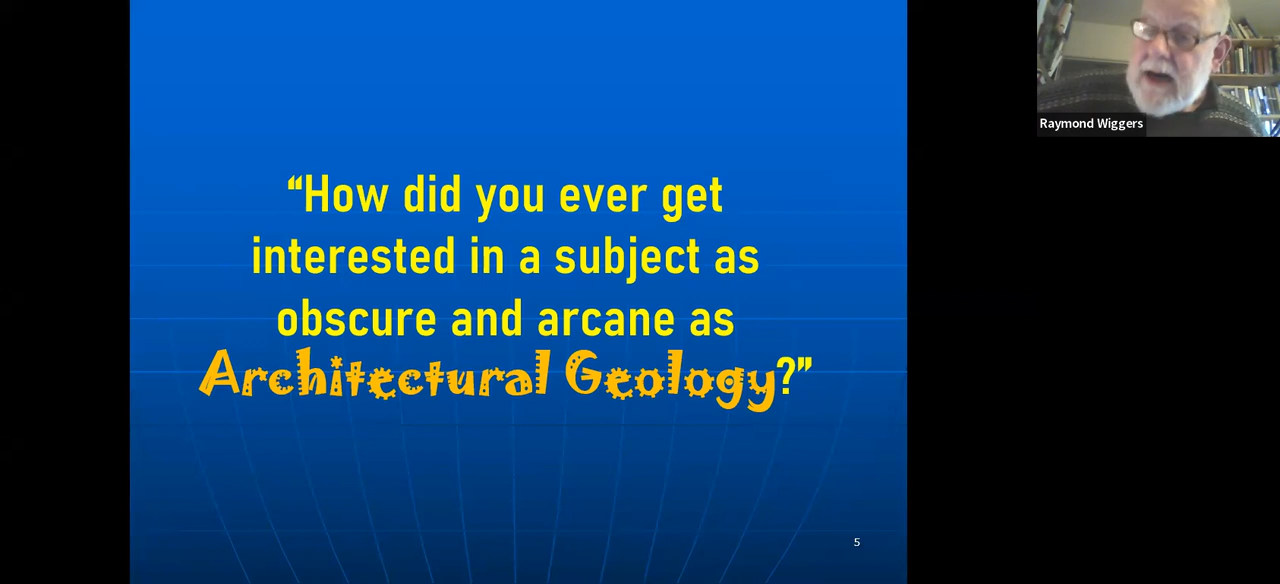 “How did you ever get
interested in a subject as
obscure and arcane as
Architectural Geology?”
5
Raymond Wiggers